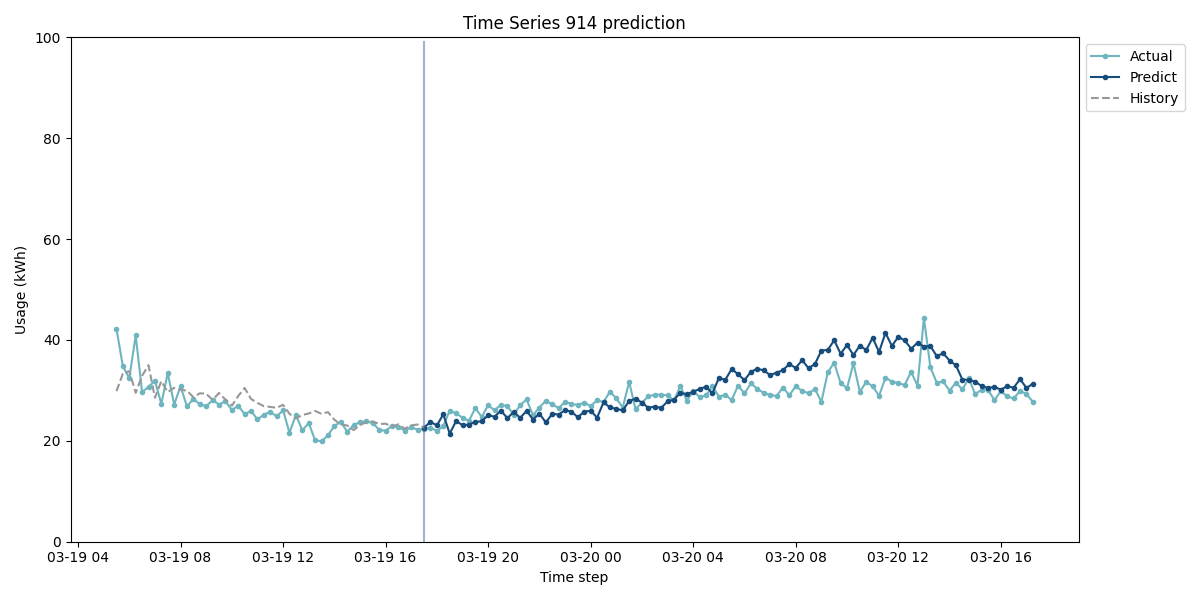 Time Series 914 prediction
Usage (kWh)
100
80
60
40
20
0
03-19 04
03-19 08
03-19 12
03-19 16
03-19 20
03-20 00
03-20 04
03-20 08
03-20 12
03-20 16
Time step
Actual
Predict
History